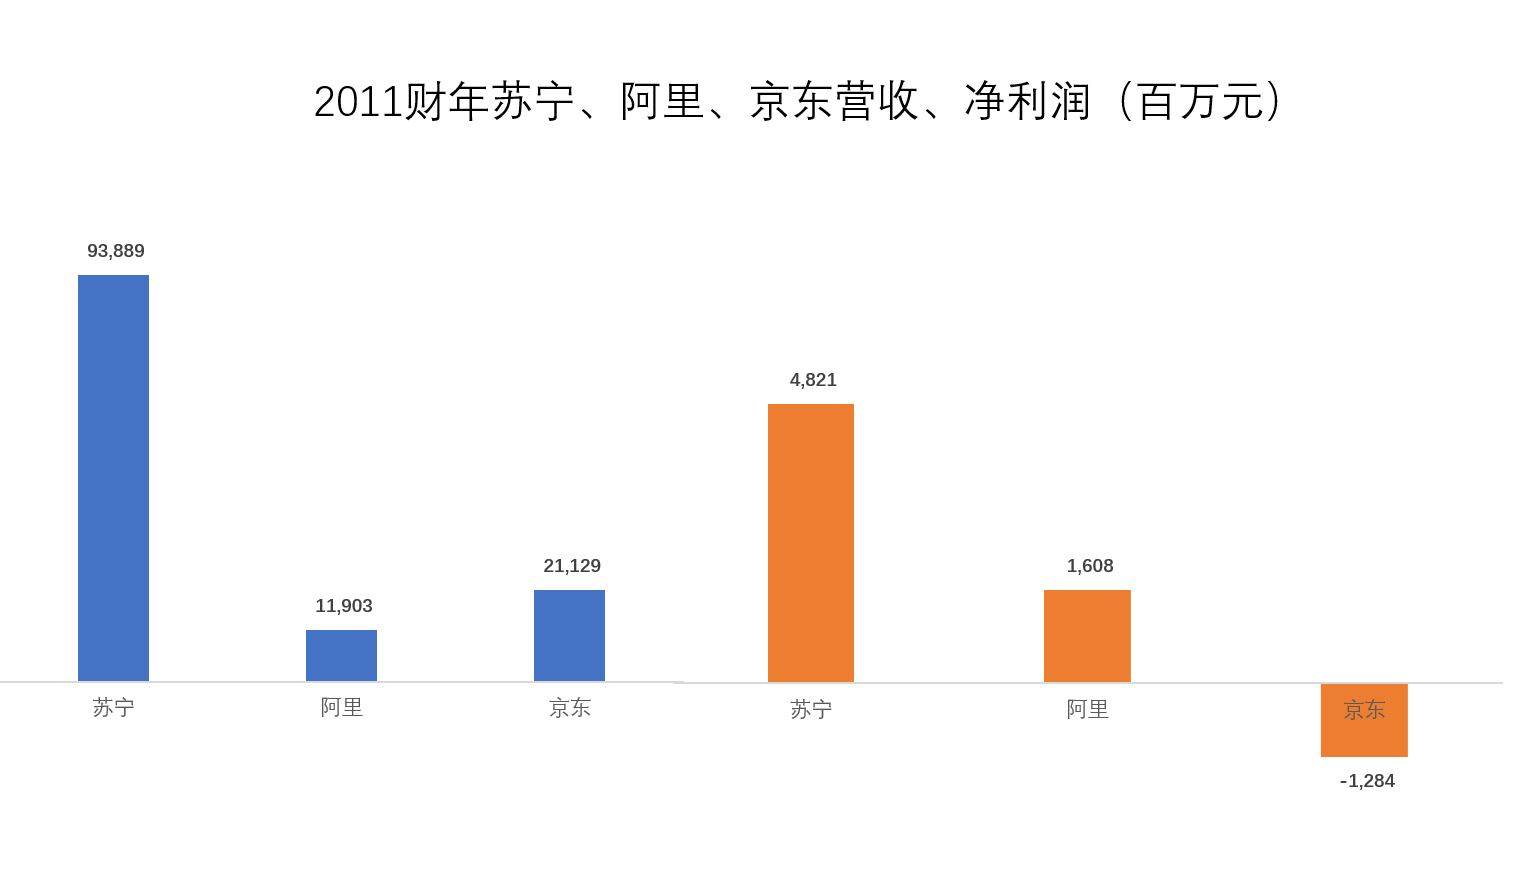 2011财年苏宁、阿里、京东营收、净利润（百万元）
93,889
11,903
21,129
苏宁
阿里
京东
4,821
1,608
苏宁
阿里
京东
-1,284